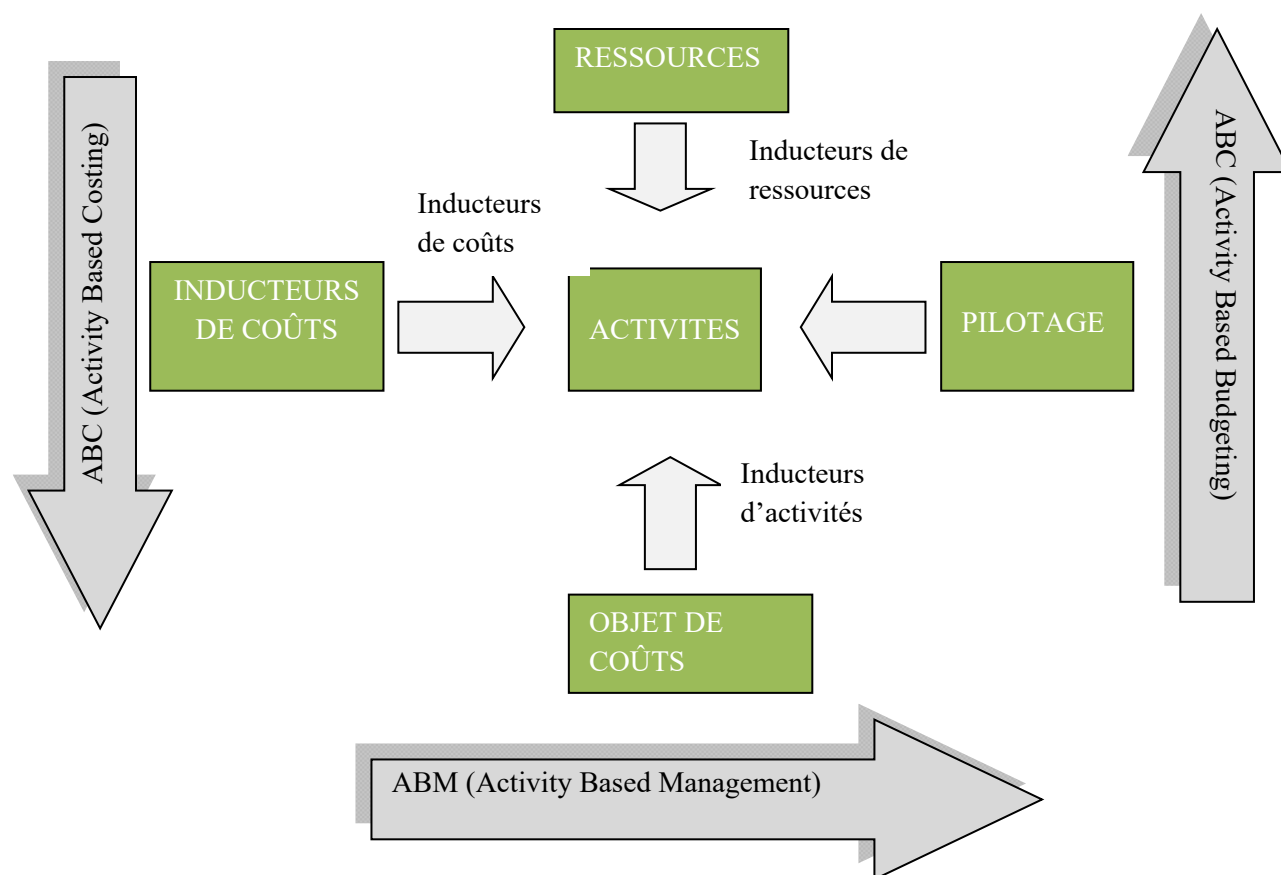 RESSOURCES
Inducteurs de
ressources
Inducteurs
de coûts
ABC (Activity Based Costing)
INDUCTEURS
DE COÛTS
ACTIVITES
PILOTAGE
ABC (Activity Based Budgeting)
Inducteurs
d’activités
OBJET DE
COÛTS
ABM (Activity Based Management)